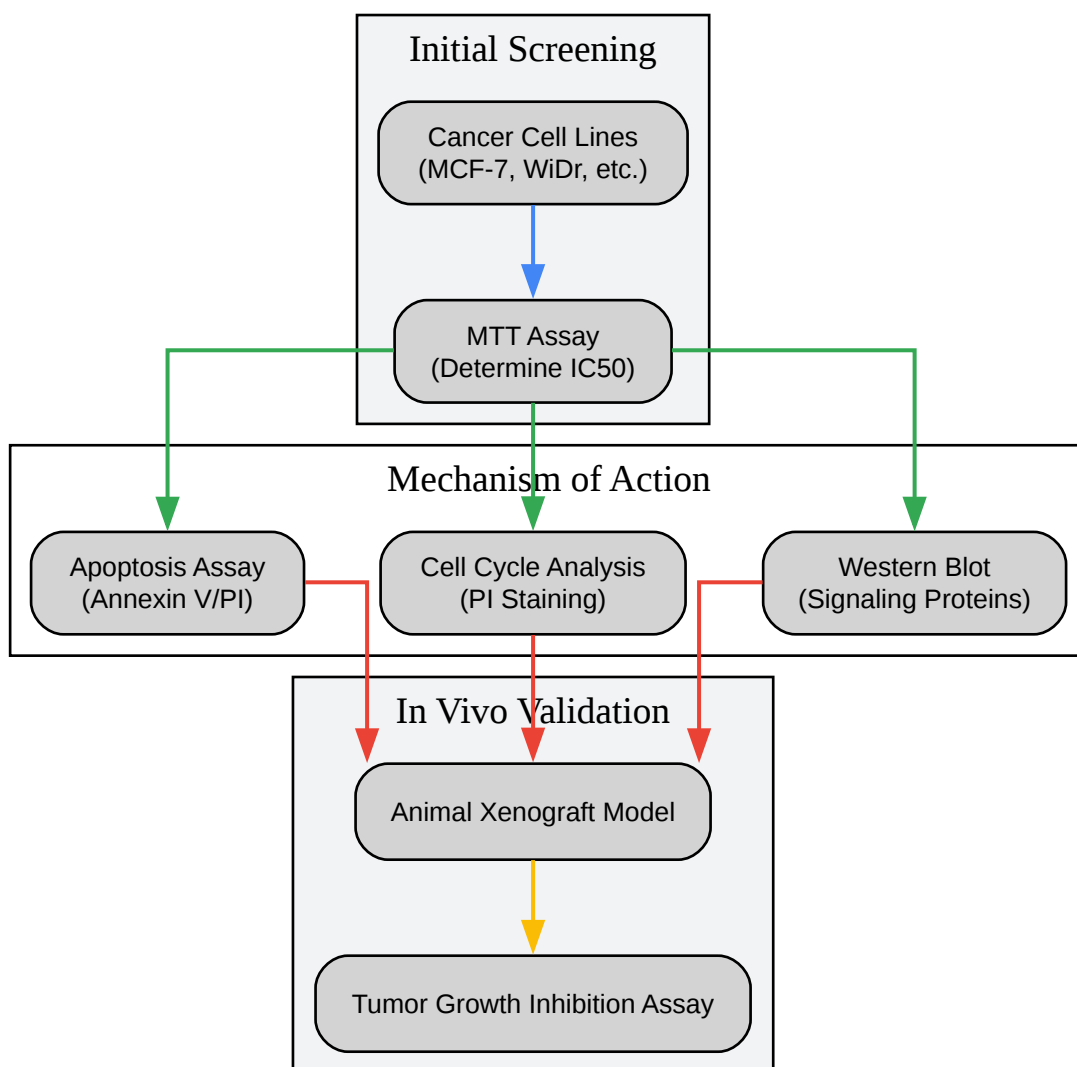 Initial Screening
Cancer Cell Lines
(MCF-7, WiDr, etc.)
MTT Assay
(Determine IC50)
Mechanism of Action
Apoptosis Assay
(Annexin V/PI)
Cell Cycle Analysis
(PI Staining)
Western Blot
(Signaling Proteins)
In Vivo Validation
Animal Xenograft Model
Tumor Growth Inhibition Assay